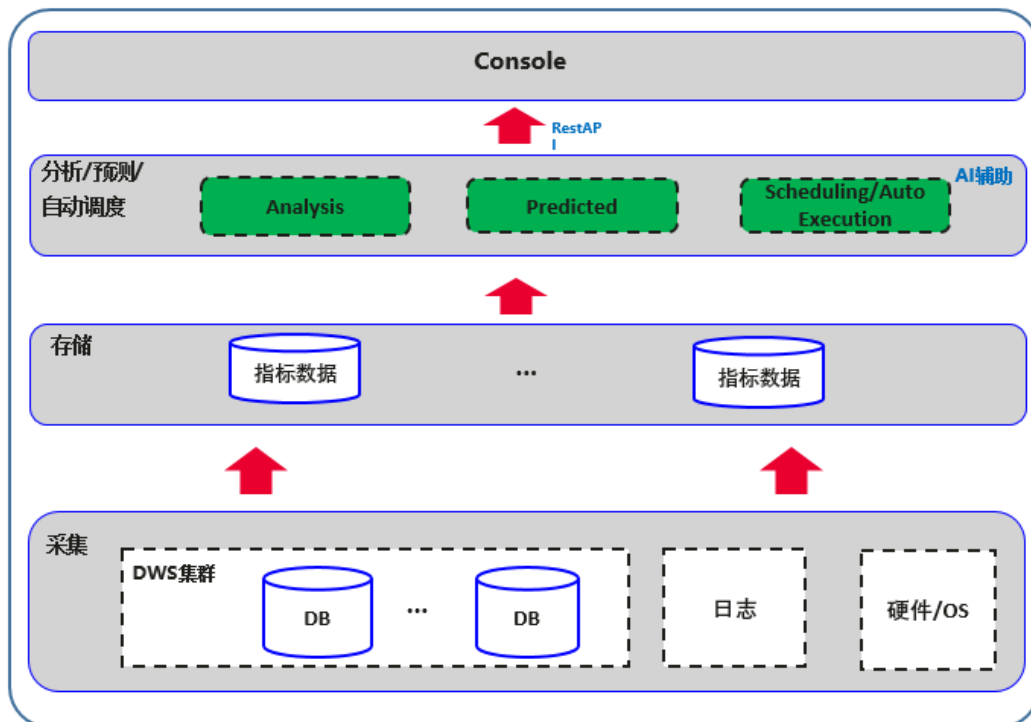 Console
RestAP
I
分析/预测/
自动调度
AI辅助
Analysis
Predicted
Scheduling/Auto
Execution
存储
指标数据
...
指标数据
采集
DWS集群
DB
...
DB
日志
硬件/OS